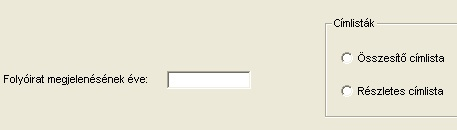 Címlisták
Összesítő címlista
Folyóirat megjelenésének éve:
Részletes címlista